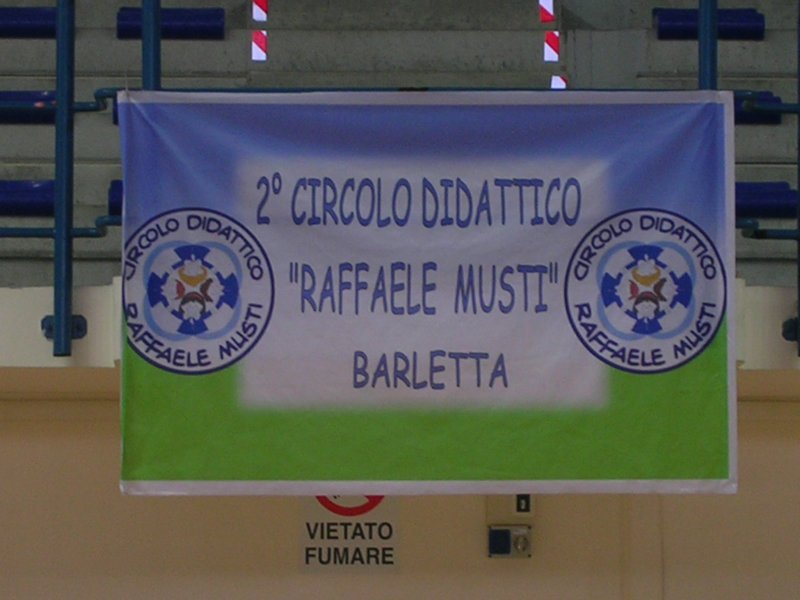 2° CIRCOLO DIDATTICO
"RAFFAELE MUSTI"
BARLETTA
CIRCOLO DIDATTICO
RAFFAELE MUSTI
CIRCOLO DIDATTICO
RAFFAELE MUSTI
VIETATO
FUMARE